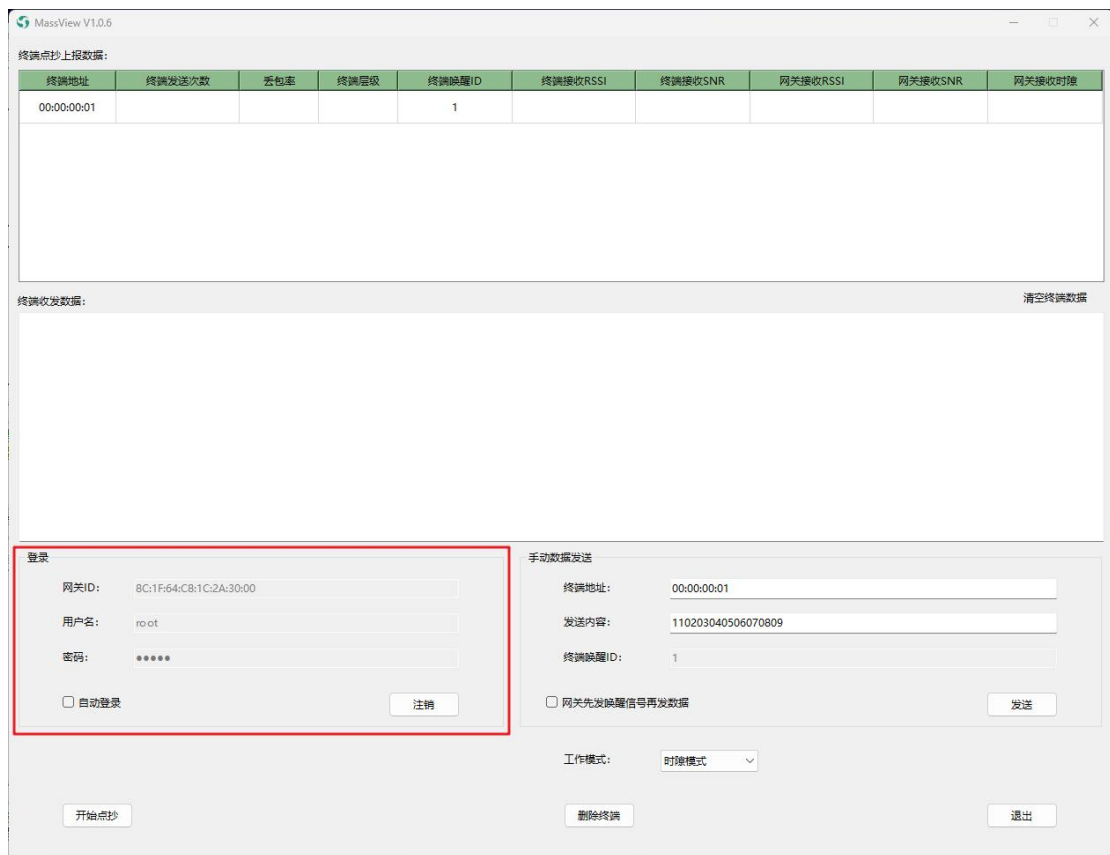 MassView V1.0.6
终端点抄上报数据:
终端地址 终端发送次数 丢包率 终端层级 终端唤醒ID 终端接收RSSI 终端接收SNR 网关接收RSSI 网关接收SNR 网关接收时隙
00:00:00:01 1
终端收发数据: 清空终端数据
登录
网关ID: 8C:1F:64:C8:1C:2A:30:00
用户名: root
密码: ●●●●●
自动登录 注销
手动数据发送
终端地址: 00:00:00:01
发送内容: 110203040506070809
终端唤醒ID: 1
网关先发唤醒信号再发数据 发送
工作模式: 时隙模式
开始点抄 删除终端 退出